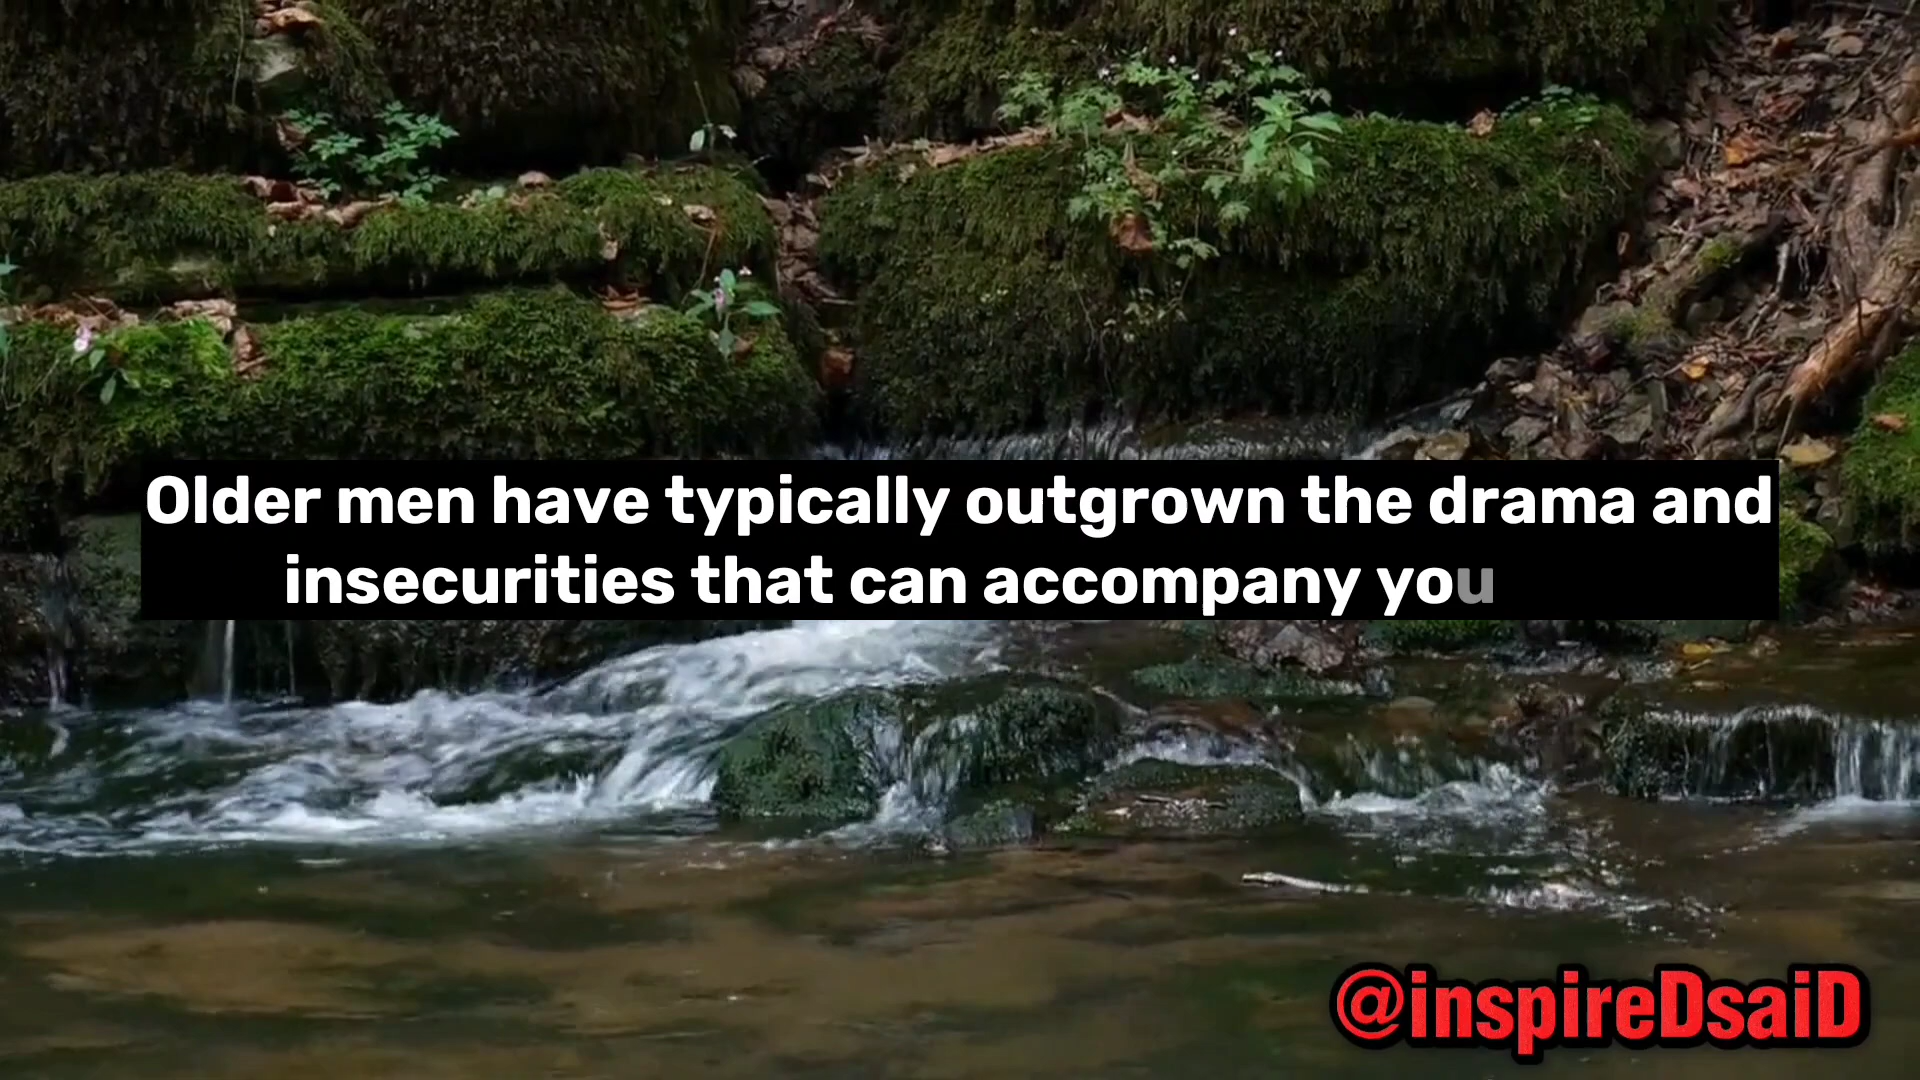 Older men have typically outgrown the drama and
insecurities that can accompany you
@inspireDsaiD